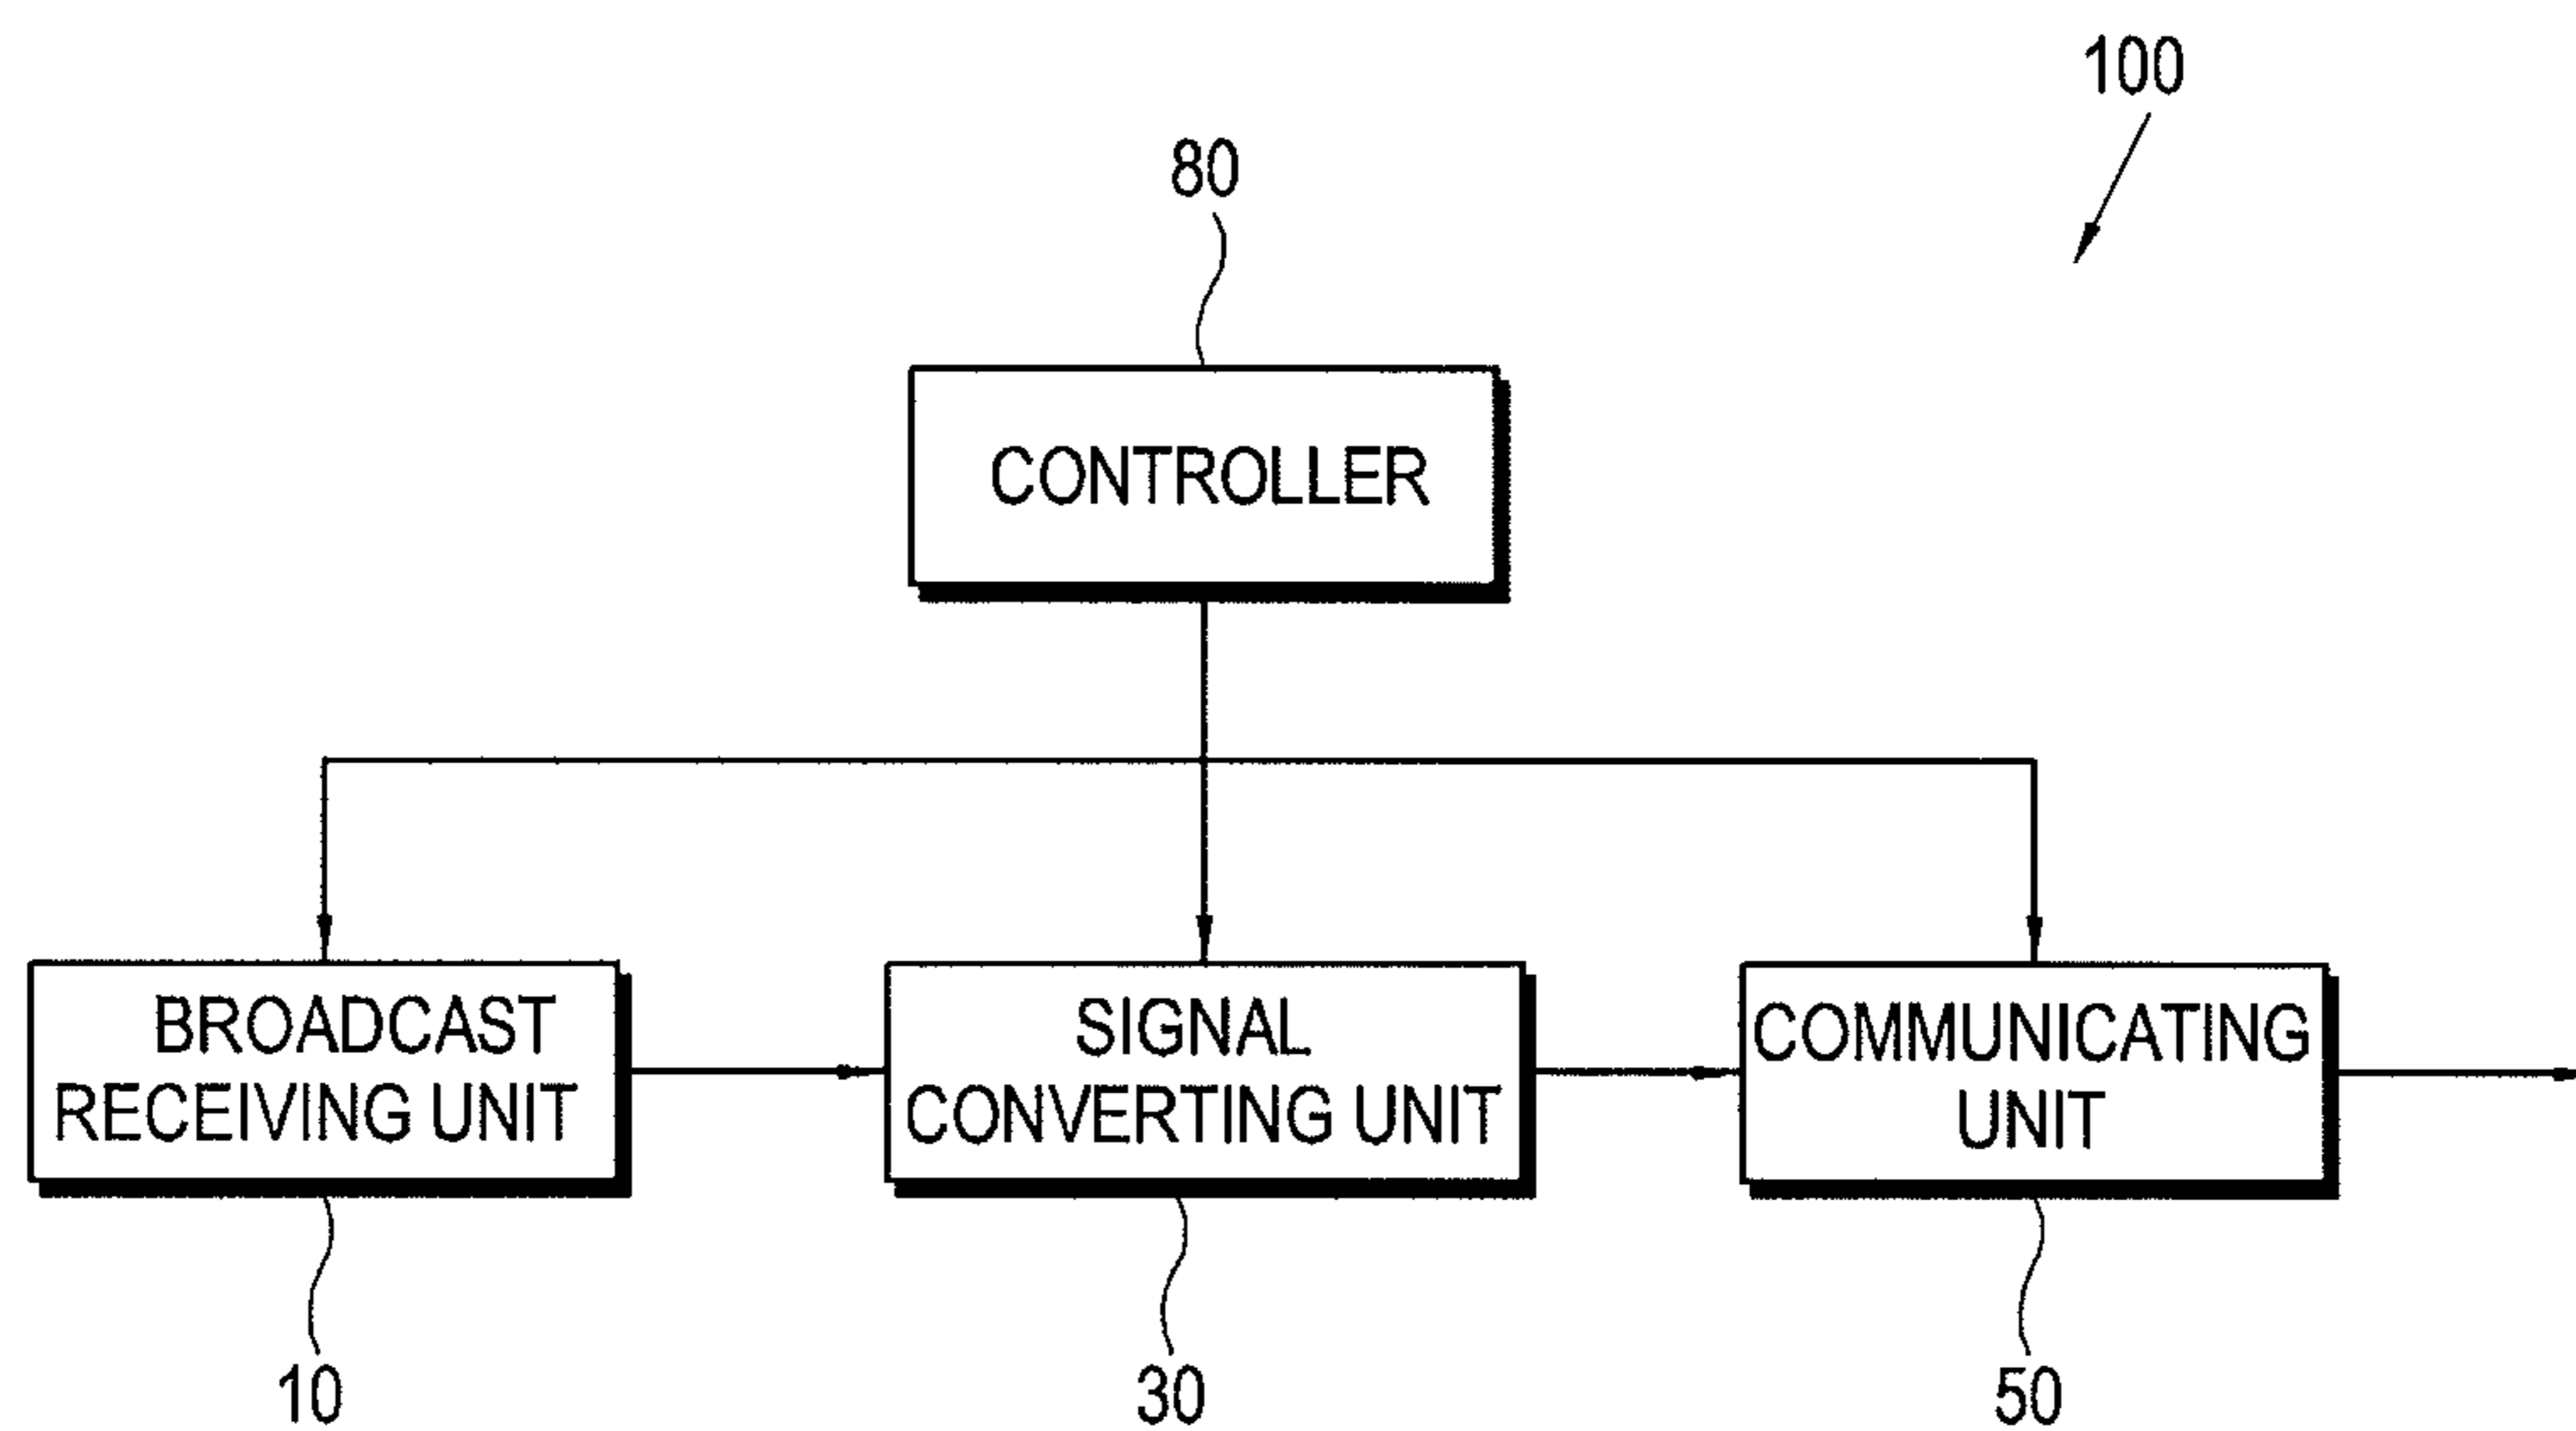 100
80
CONTROLLER
BROADCAST
RECEIVING UNIT
SIGNAL
CONVERTING UNIT
COMMUNICATING
UNIT
10
30
50